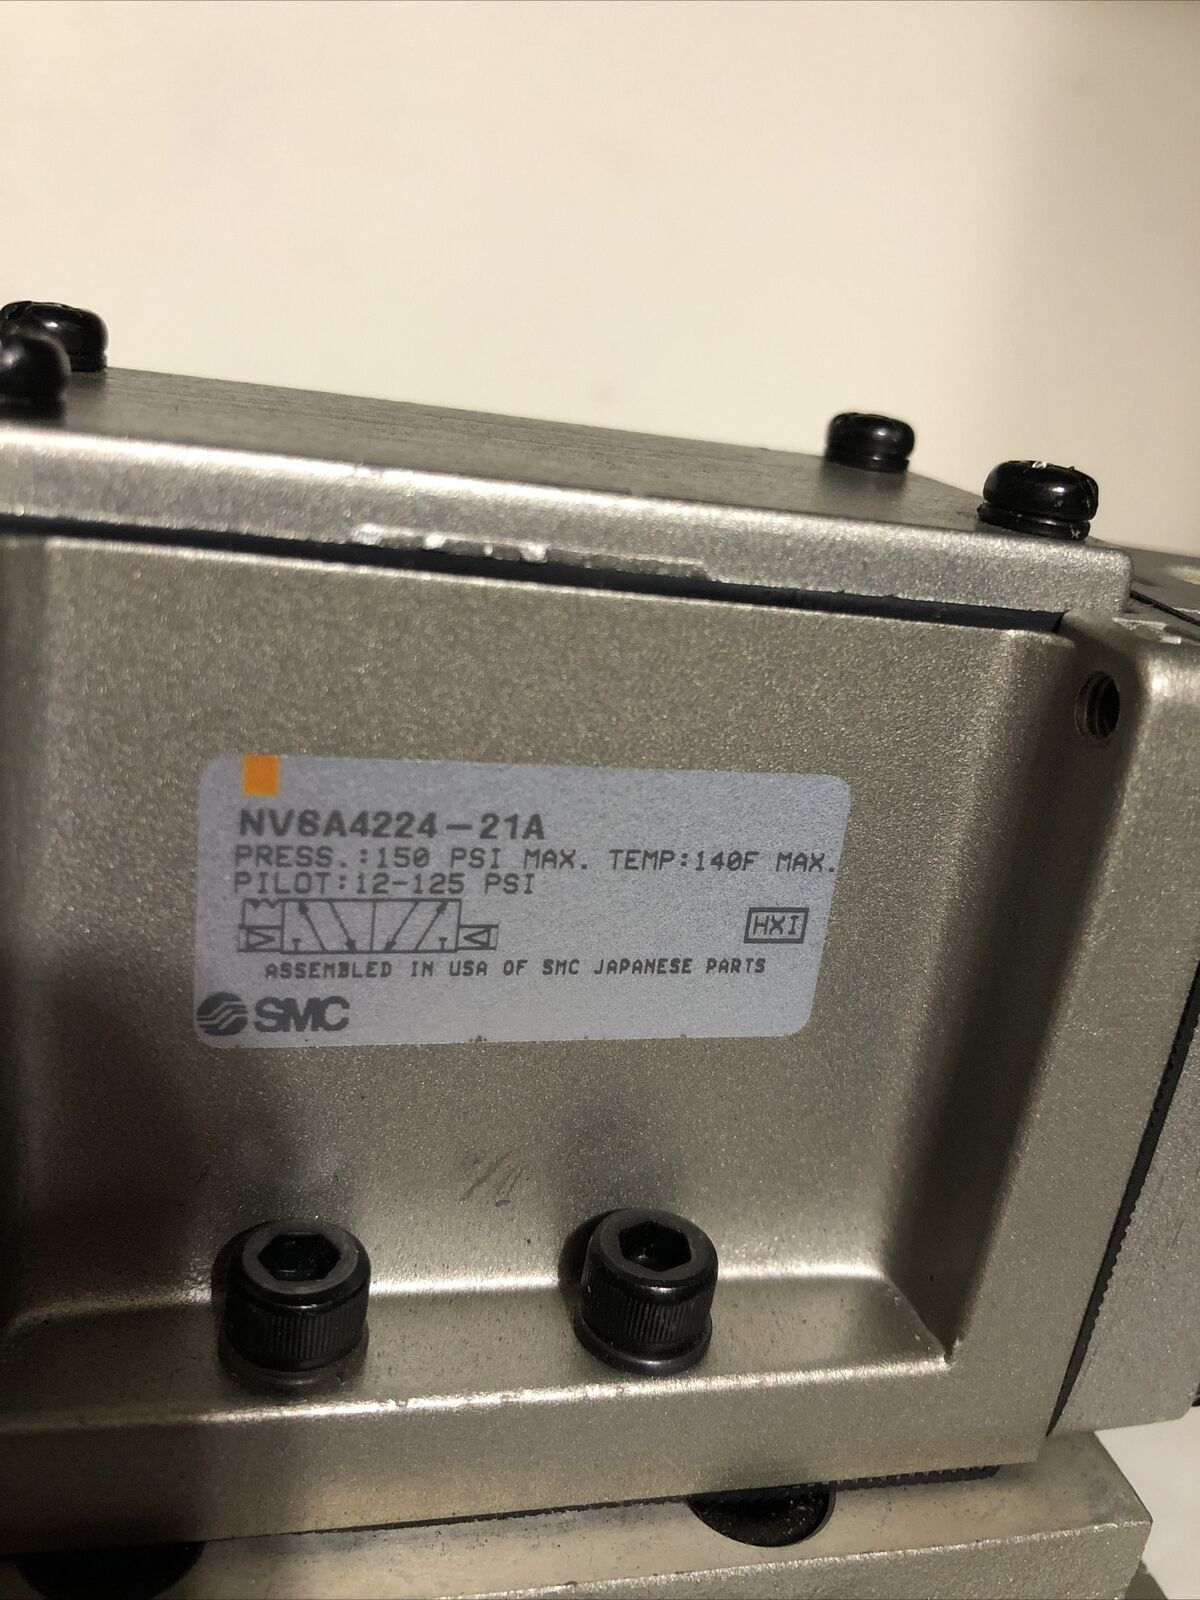 NVSA4224-21A
PRESS.:150 PSI MAX. TEMP:140F MAX.
PILOT:12-125 PSI
HXI
ASSEMBLED IN USA OF SMC JAPANESE PARTS
SMC